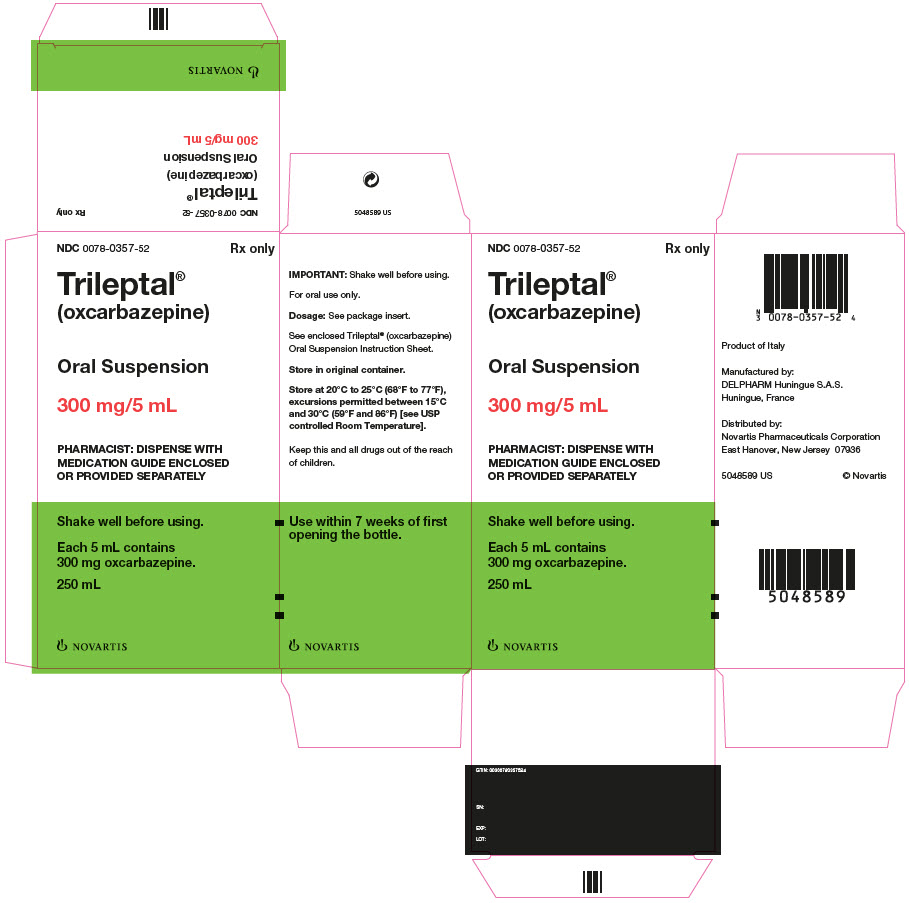 NDC 0078-0357-52 Rx only
Trileptal®
(oxcarbazepine)
Oral Suspension
300 mg/5 mL
NOVARTIS
5048589 US
NDC 0078-0357-52 Rx only
Trileptal®
(oxcarbazepine)
Oral Suspension
300 mg/5 mL
PHARMACIST: DISPENSE WITH
MEDICATION GUIDE ENCLOSED
OR PROVIDED SEPARATELY
Shake well before using.
Each 5 mL contains
300 mg oxcarbazepine.
250 mL
NOVARTIS
IMPORTANT: Shake well before using.
For oral use only.
Dosage: See package insert.
See enclosed Trileptal® (oxcarbazepine)
Oral Suspension Instruction Sheet.
Store in original container.
Store at 20°C to 25°C (68°F to 77°F),
excursions permitted between 15°C
and 30°C (59°F and 86°F) [see USP
controlled Room Temperature].
Keep this and all drugs out of the reach
of children.
Use within 7 weeks of first
opening the bottle.
NOVARTIS
NDC 0078-0357-52 Rx only
Trileptal®
(oxcarbazepine)
Oral Suspension
300 mg/5 mL
PHARMACIST: DISPENSE WITH
MEDICATION GUIDE ENCLOSED
OR PROVIDED SEPARATELY
Shake well before using.
Each 5 mL contains
300 mg oxcarbazepine.
250 mL
NOVARTIS
N
3 0078-0357-52 4
Product of Italy
Manufactured by:
DELPHARM Huningue S.A.S.
Huningue, France
Distributed by:
Novartis Pharmaceuticals Corporation
East Hanover, New Jersey 07936
5048589 US © Novartis
5048589
GTIN:
SN:
EXP:
LOT: